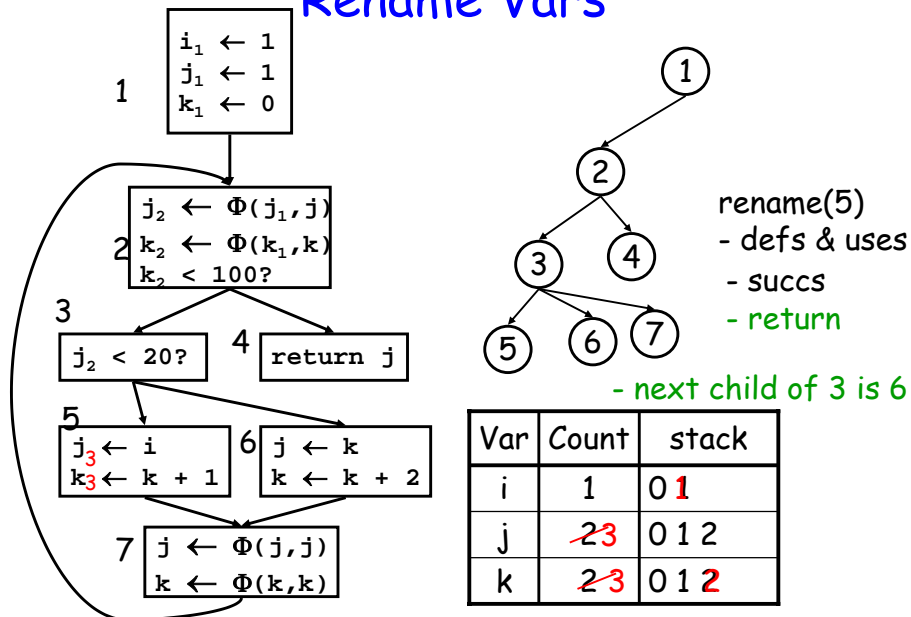 Rename Vars
1
i₁ ← 1
j₁ ← 1
k₁ ← 0
2
j₂ ← Φ(j₁,j)
k₂ ← Φ(k₁,k)
k₂ < 100?
3
j₂ < 20?
4
return j
5
j₃ ← i
k₃ ← k + 1
6
j ← k
k ← k + 2
7
j ← Φ(j,j)
k ← Φ(k,k)
1
2
3
4
5
6
7
rename(5)
- defs & uses
- succs
- return
- next child of 3 is 6
Var Count stack
i 1 0 1
j 2 3 0 1 2
k 2 3 0 1 2